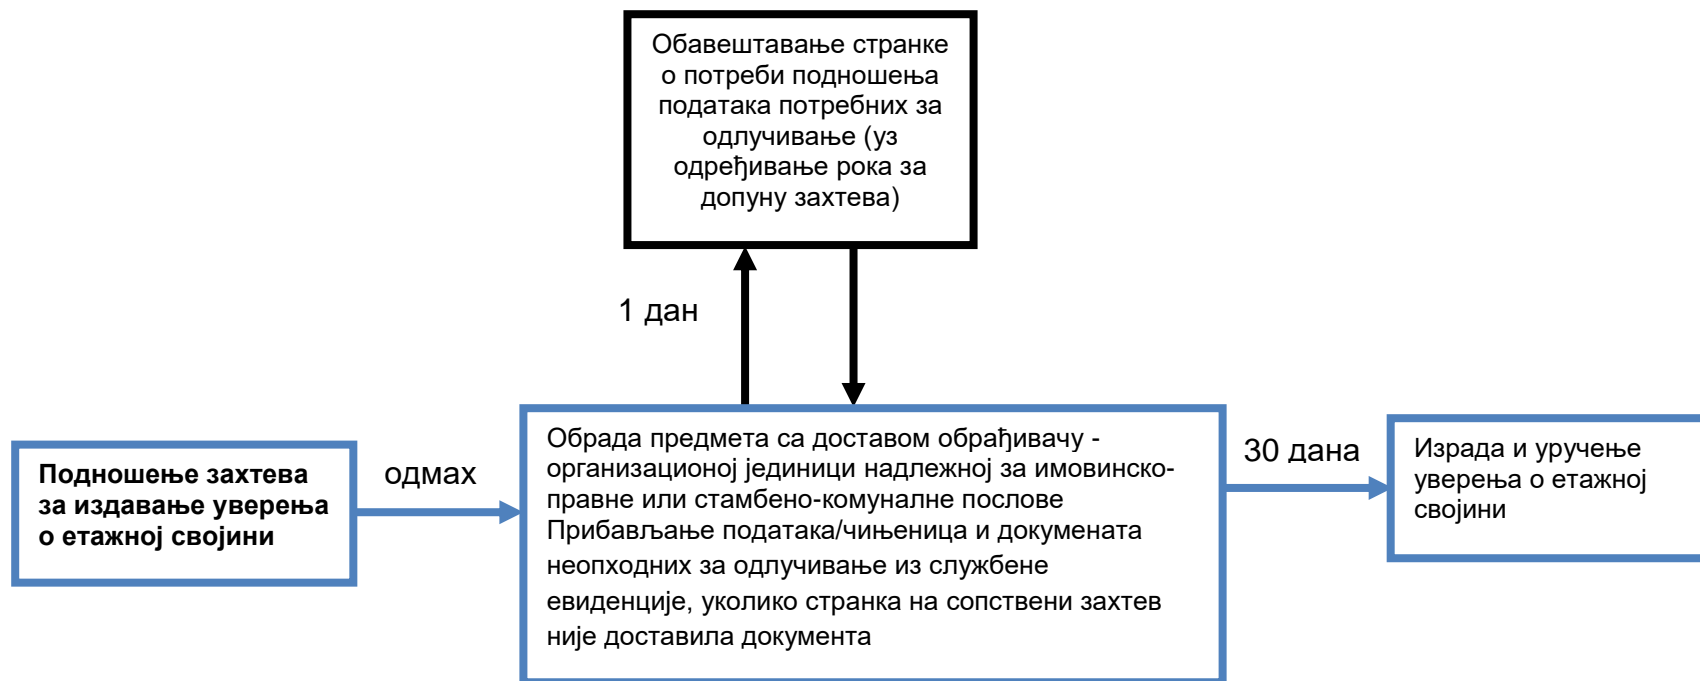 Обавештавање странке
о потреби подношења
података потребних за
одлучивање (уз
одређивање рока за
допуну захтева)
1 дан
Подношење захтева
за издавање уверења
о етажној својини
одмах
Обрада предмета са доставом обрађивачу -
организационој јединици надлежној за имовинско-
правне или стамбено-комуналне послове
Прибављање података/чињеница и докумената
неопходних за одлучивање из службене
евиденције, уколико странка на сопствени захтев
није доставила документа
30 дана
Израда и уручење
уверења о етажној
својини